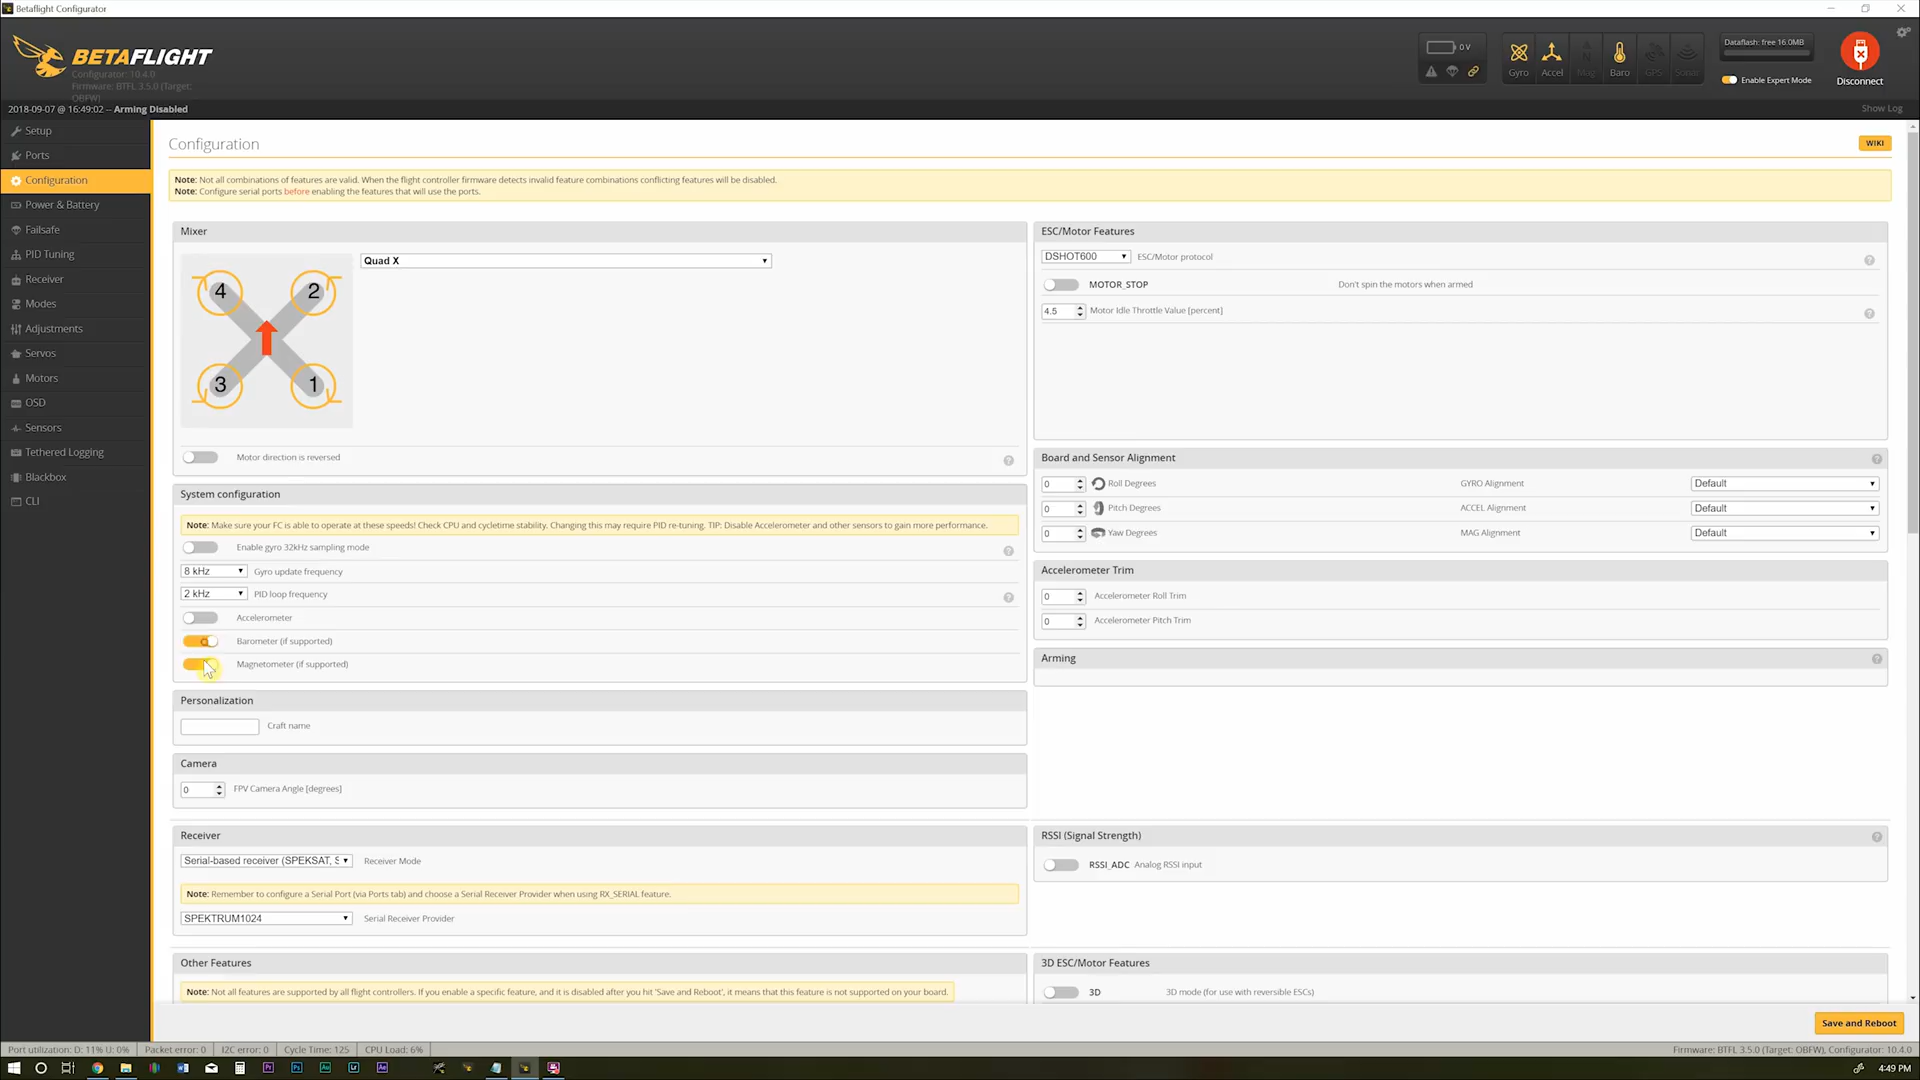 Betaflight Configurator
BETAFLIGHT
Configurator: 10.4.0
Firmware: BTFL 3.5.0 (Target:
OBFW)
0 V
Gyro
Accel
Mag
Baro
GPS
Sonar
Dataflash: free 16.0MB
Enable Expert Mode
Disconnect
2018-09-07 @ 16:49:02 -- Arming Disabled
Show Log
Setup
Ports
Configuration
Power & Battery
Failsafe
PID Tuning
Receiver
Modes
Adjustments
Servos
Motors
OSD
Sensors
Tethered Logging
Blackbox
CLI
Configuration
WIKI
Note: Not all combinations of features are valid. When the flight controller firmware detects invalid feature combinations conflicting features will be disabled.
Note: Configure serial ports before enabling the features that will use the ports.
Mixer
Quad X
4
2
3
1
Motor direction is reversed
System configuration
Note: Make sure your FC is able to operate at these speeds! Check CPU and cycletime stability. Changing this may require PID re-tuning. TIP: Disable Accelerometer and other sensors to gain more performance.
Enable gyro 32kHz sampling mode
8 kHz Gyro update frequency
2 kHz PID loop frequency
Accelerometer
Barometer (if supported)
Magnetometer (if supported)
Personalization
Craft name
Camera
0 FPV Camera Angle [degrees]
Receiver
Serial-based receiver (SPEKSAT, S Receiver Mode
Note: Remember to configure a Serial Port (via Ports tab) and choose a Serial Receiver Provider when using RX_SERIAL feature.
SPEKTRUM1024 Serial Receiver Provider
Other Features
Note: Not all features are supported by all flight controllers. If you enable a specific feature, and it is disabled after you hit 'Save and Reboot', it means that this feature is not supported on your board.
ESC/Motor Features
DSHOT600 ESC/Motor protocol
MOTOR_STOP Don't spin the motors when armed
4.5 Motor Idle Throttle Value [percent]
Board and Sensor Alignment
0 Roll Degrees GYRO Alignment Default
0 Pitch Degrees ACCEL Alignment Default
0 Yaw Degrees MAG Alignment Default
Accelerometer Trim
0 Accelerometer Roll Trim
0 Accelerometer Pitch Trim
Arming
RSSI (Signal Strength)
RSSI_ADC Analog RSSI input
3D ESC/Motor Features
3D 3D mode (for use with reversible ESCs)
Save and Reboot
Port utilization: D: 11% U: 0% Packet error: 0 I2C error: 0 Cycle Time: 125 CPU Load: 6% Firmware: BTFL 3.5.0 (Target: OBFW), Configurator: 10.4.0
4:49 PM